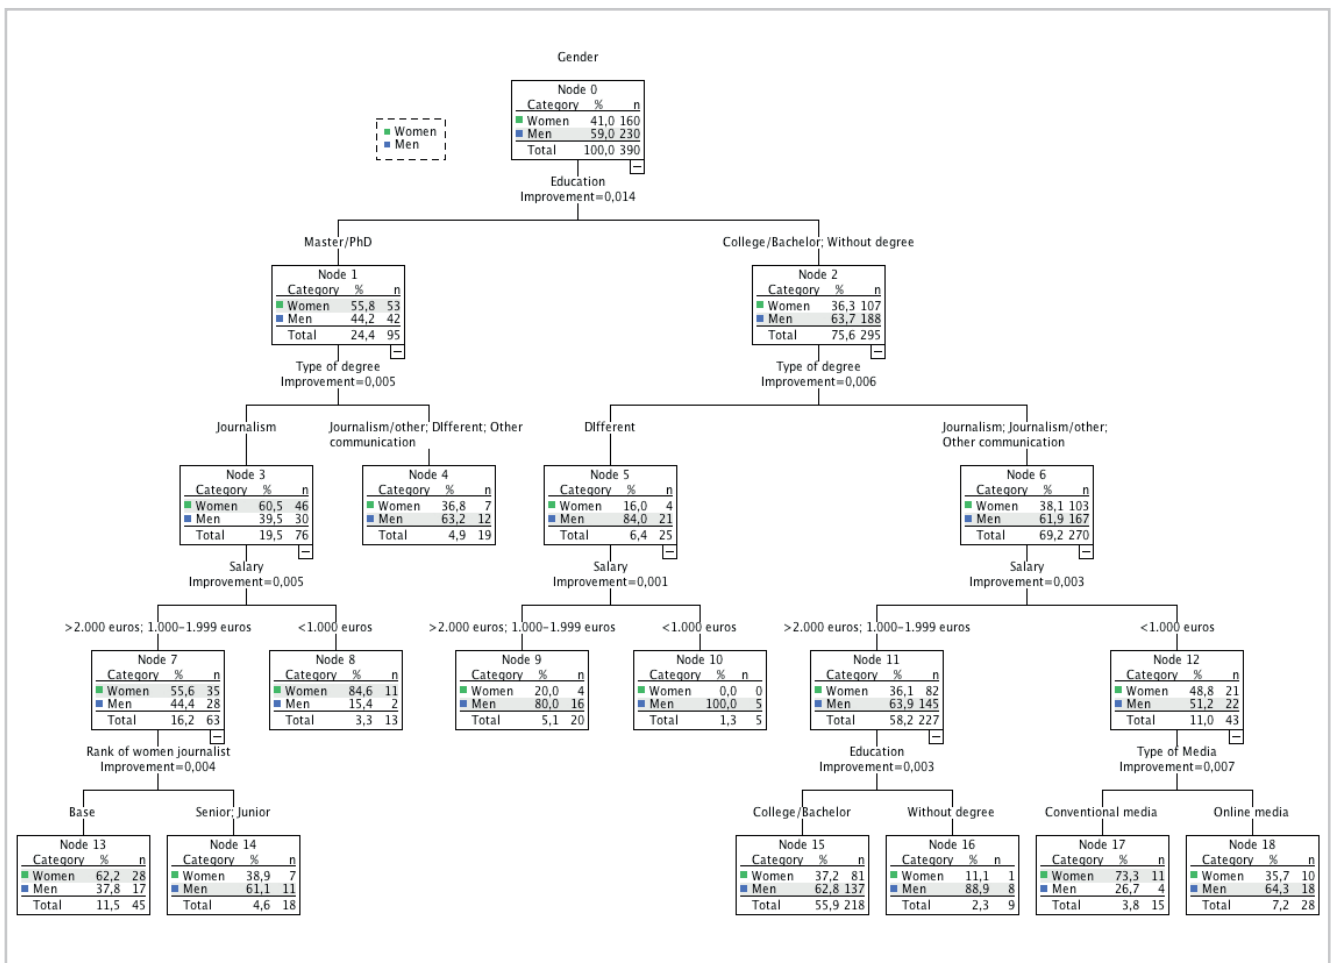 Gender
Node 0
Category % n
Women 41,0 160
Men 59,0 230
Total 100,0 390
Women
Men
Education
Improvement=0,014
Master/PhD
College/Bachelor; Without degree
Node 1
Category % n
Women 55,8 53
Men 44,2 42
Total 24,4 95
Node 2
Category % n
Women 36,3 107
Men 63,7 188
Total 75,6 295
Type of degree
Improvement=0,005
Type of degree
Improvement=0,006
Journalism
Journalism/other; DIfferent; Other
communication
DIfferent
Journalism; Journalism/other;
Other communication
Node 3
Category % n
Women 60,5 46
Men 39,5 30
Total 19,5 76
Node 4
Category % n
Women 36,8 7
Men 63,2 12
Total 4,9 19
Node 5
Category % n
Women 16,0 4
Men 84,0 21
Total 6,4 25
Node 6
Category % n
Women 38,1 103
Men 61,9 167
Total 69,2 270
Salary
Improvement=0,005
Salary
Improvement=0,001
Salary
Improvement=0,003
>2.000 euros; 1.000-1.999 euros
<1.000 euros
>2.000 euros; 1.000-1.999 euros
<1.000 euros
>2.000 euros; 1.000-1.999 euros
<1.000 euros
Node 7
Category % n
Women 55,6 35
Men 44,4 28
Total 16,2 63
Node 8
Category % n
Women 84,6 11
Men 15,4 2
Total 3,3 13
Node 9
Category % n
Women 20,0 4
Men 80,0 16
Total 5,1 20
Node 10
Category % n
Women 0,0 0
Men 100,0 5
Total 1,3 5
Node 11
Category % n
Women 36,1 82
Men 63,9 145
Total 58,2 227
Node 12
Category % n
Women 48,8 21
Men 51,2 22
Total 11,0 43
Rank of women journalist
Improvement=0,004
Education
Improvement=0,003
Type of Media
Improvement=0,007
Base
Senior; Junior
College/Bachelor
Without degree
Conventional media
Online media
Node 13
Category % n
Women 62,2 28
Men 37,8 17
Total 11,5 45
Node 14
Category % n
Women 38,9 7
Men 61,1 11
Total 4,6 18
Node 15
Category % n
Women 37,2 81
Men 62,8 137
Total 55,9 218
Node 16
Category % n
Women 11,1 1
Men 88,9 8
Total 2,3 9
Node 17
Category % n
Women 73,3 11
Men 26,7 4
Total 3,8 15
Node 18
Category % n
Women 35,7 10
Men 64,3 18
Total 7,2 28